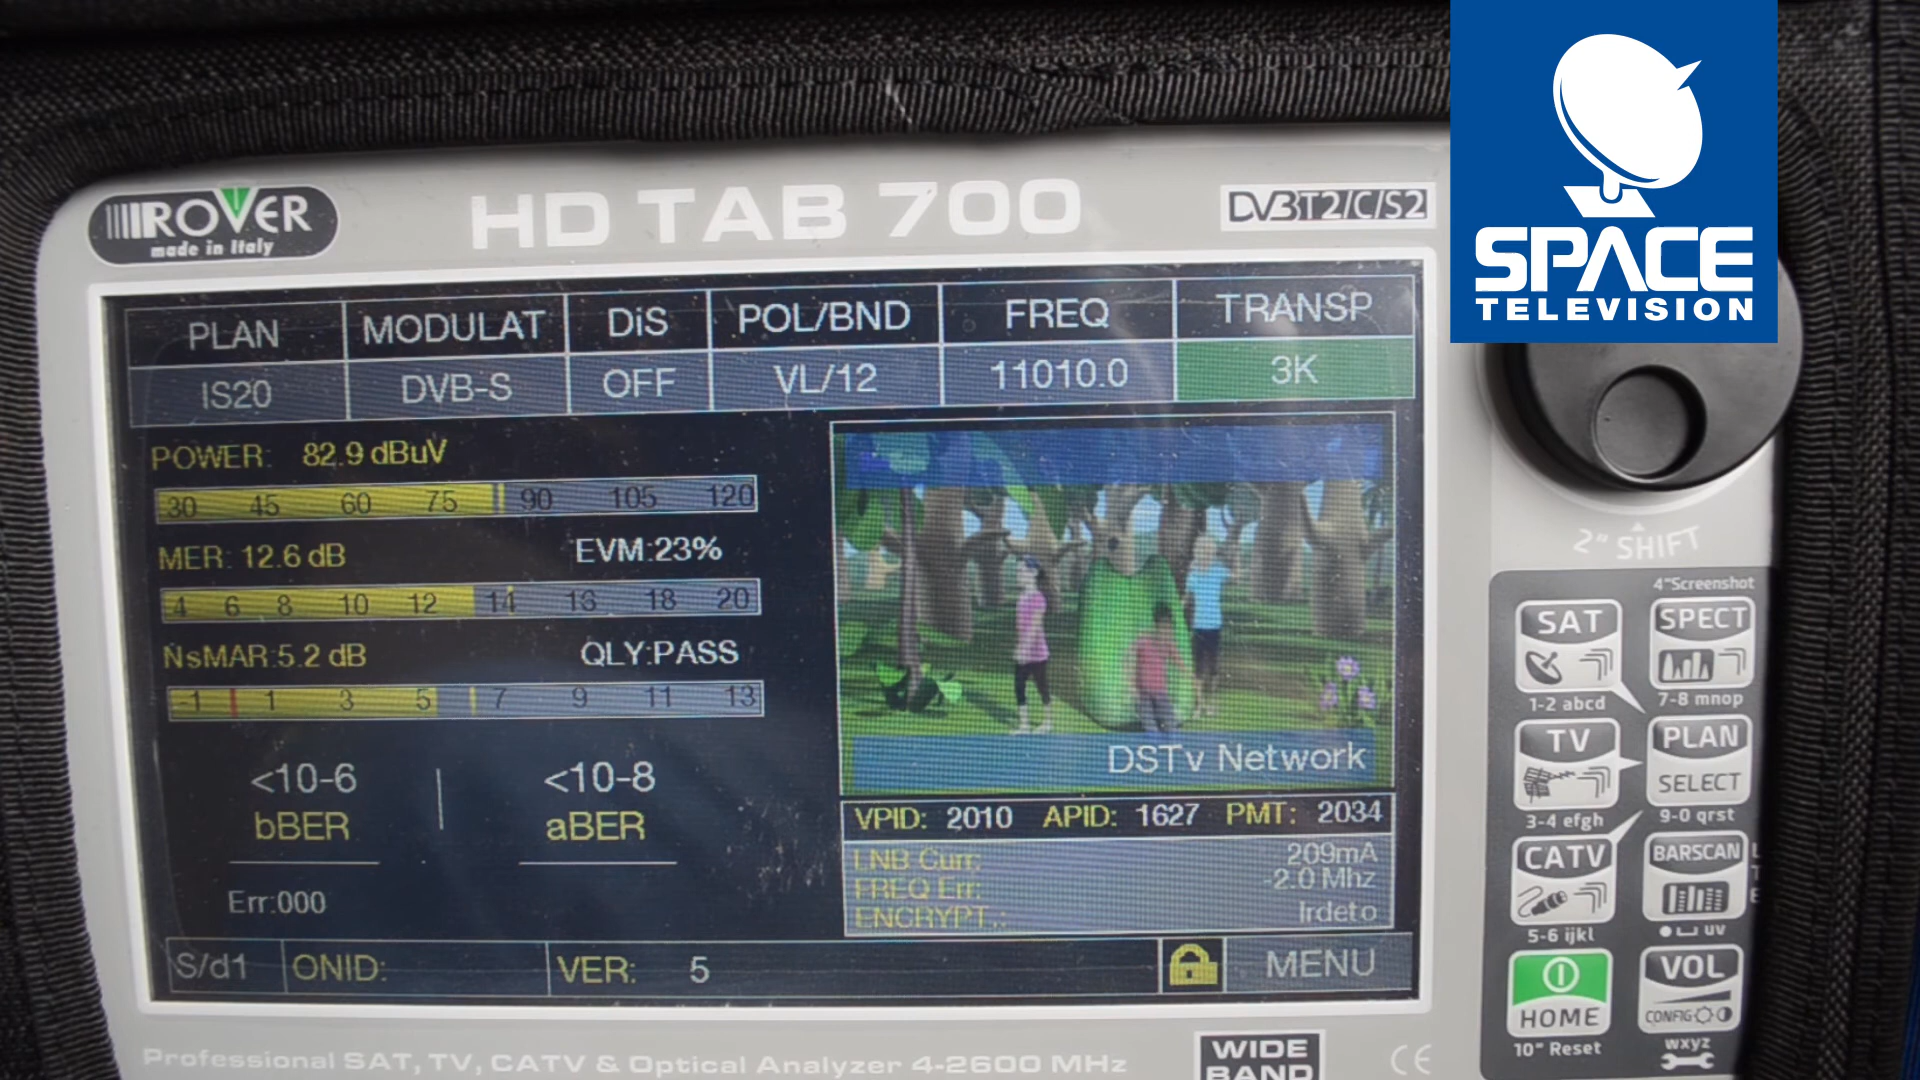 ROVER
made in Italy
HD TAB 700
DVB T2/C/S2
SPACE
TELEVISION
PLAN MODULAT DiS POL/BND FREQ TRANSP
IS20 DVB-S OFF VL/12 11010.0 3K
POWER: 82.9 dBuV
30 45 60 75 90 105 120
MER: 12.6 dB EVM:23%
4 6 8 10 12 14 16 18 20
NsMAR:5.2 dB QLY:PASS
-1 1 3 5 7 9 11 13
<10-6 <10-8
bBER aBER
Err:000
DSTv Network
VPID: 2010 APID: 1627 PMT: 2034
LNB Curr: 209mA
FREQ Err: -2.0 Mhz
ENCRYPT.: Irdeto
S/d1 ONID: VER: 5 MENU
Professional SAT, TV, CATV & Optical Analyzer 4-2600 MHz
WIDE
BAND
CE
2" SHIFT
4"Screenshot
SAT SPECT
1-2 abcd 7-8 mnop
TV PLAN
SELECT
3-4 efgh 9-0 qrst
CATV BARSCAN
5-6 ijkl uv
HOME VOL
CONFIG
10" Reset wxyz